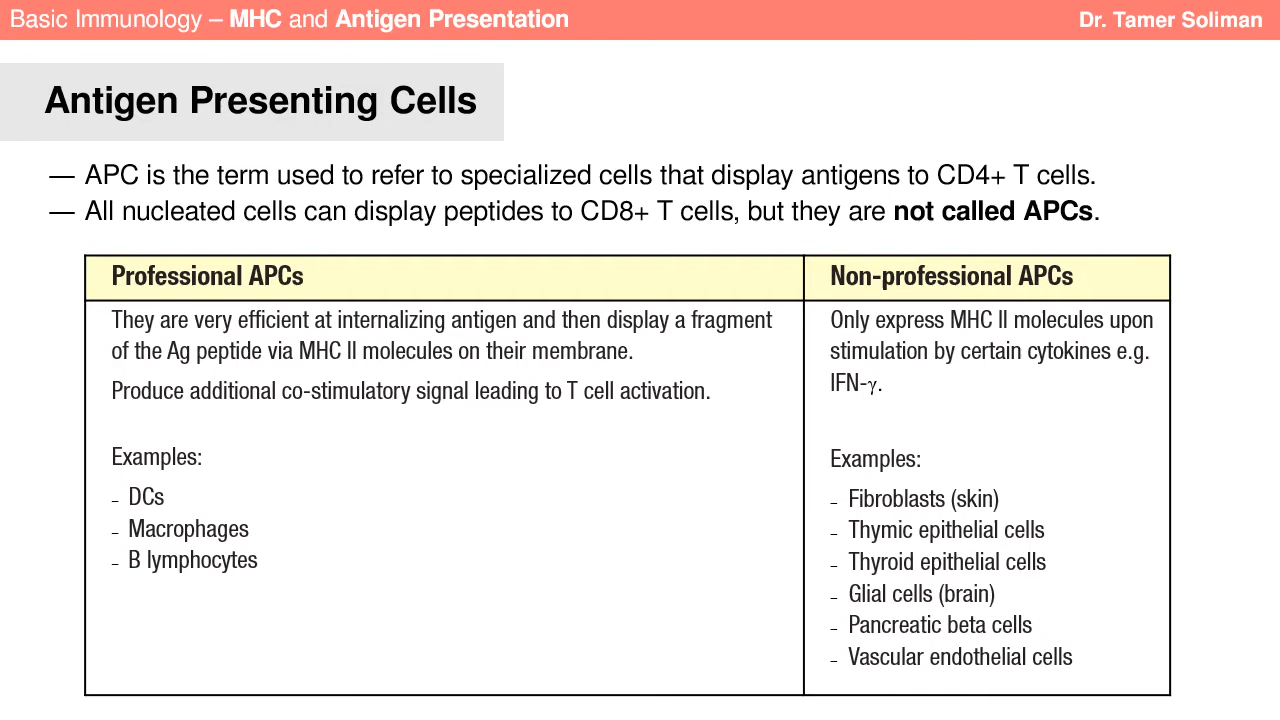 Basic Immunology – MHC and Antigen Presentation
Dr. Tamer Soliman
Antigen Presenting Cells
— APC is the term used to refer to specialized cells that display antigens to CD4+ T cells.
— All nucleated cells can display peptides to CD8+ T cells, but they are not called APCs.
Professional APCs
They are very efficient at internalizing antigen and then display a fragment
of the Ag peptide via MHC II molecules on their membrane.
Produce additional co-stimulatory signal leading to T cell activation.
Examples:
– DCs
– Macrophages
– B lymphocytes
Non-professional APCs
Only express MHC II molecules upon
stimulation by certain cytokines e.g.
IFN-γ.
Examples:
– Fibroblasts (skin)
– Thymic epithelial cells
– Thyroid epithelial cells
– Glial cells (brain)
– Pancreatic beta cells
– Vascular endothelial cells